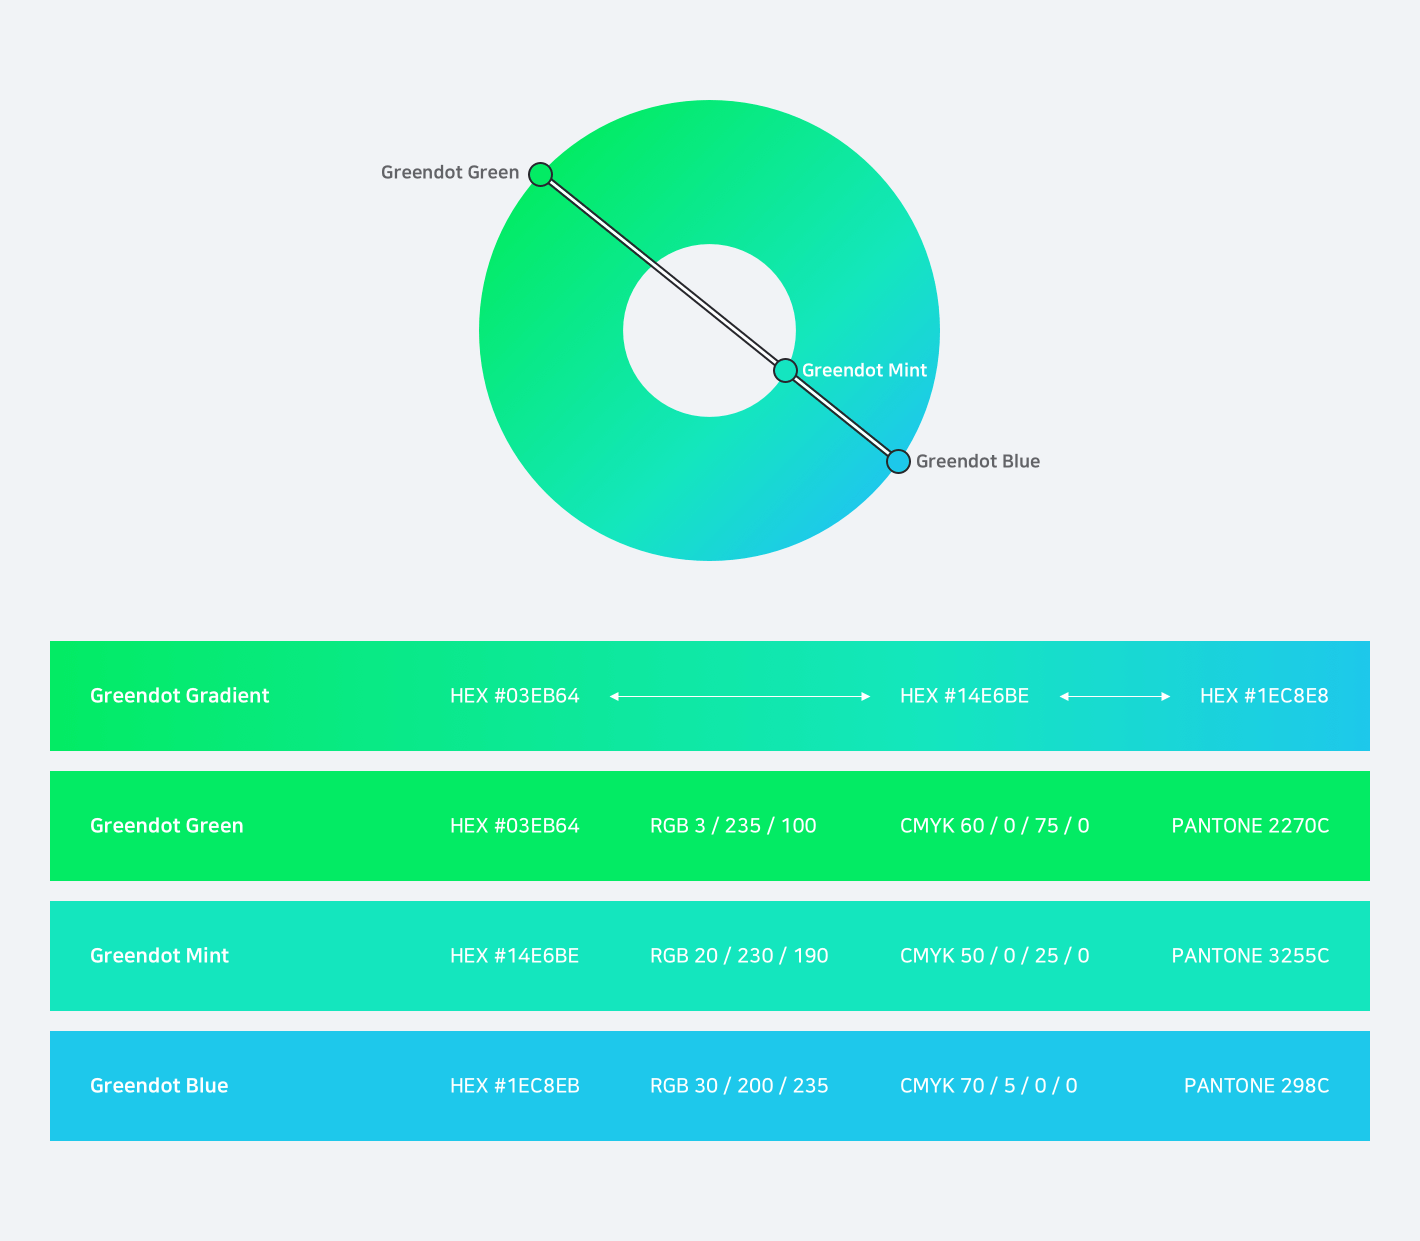 Greendot Green
Greendot Mint
Greendot Blue
Greendot Gradient HEX #03EB64 HEX #14E6BE HEX #1EC8E8
Greendot Green HEX #03EB64 RGB 3 / 235 / 100 CMYK 60 / 0 / 75 / 0 PANTONE 2270C
Greendot Mint HEX #14E6BE RGB 20 / 230 / 190 CMYK 50 / 0 / 25 / 0 PANTONE 3255C
Greendot Blue HEX #1EC8EB RGB 30 / 200 / 235 CMYK 70 / 5 / 0 / 0 PANTONE 298C